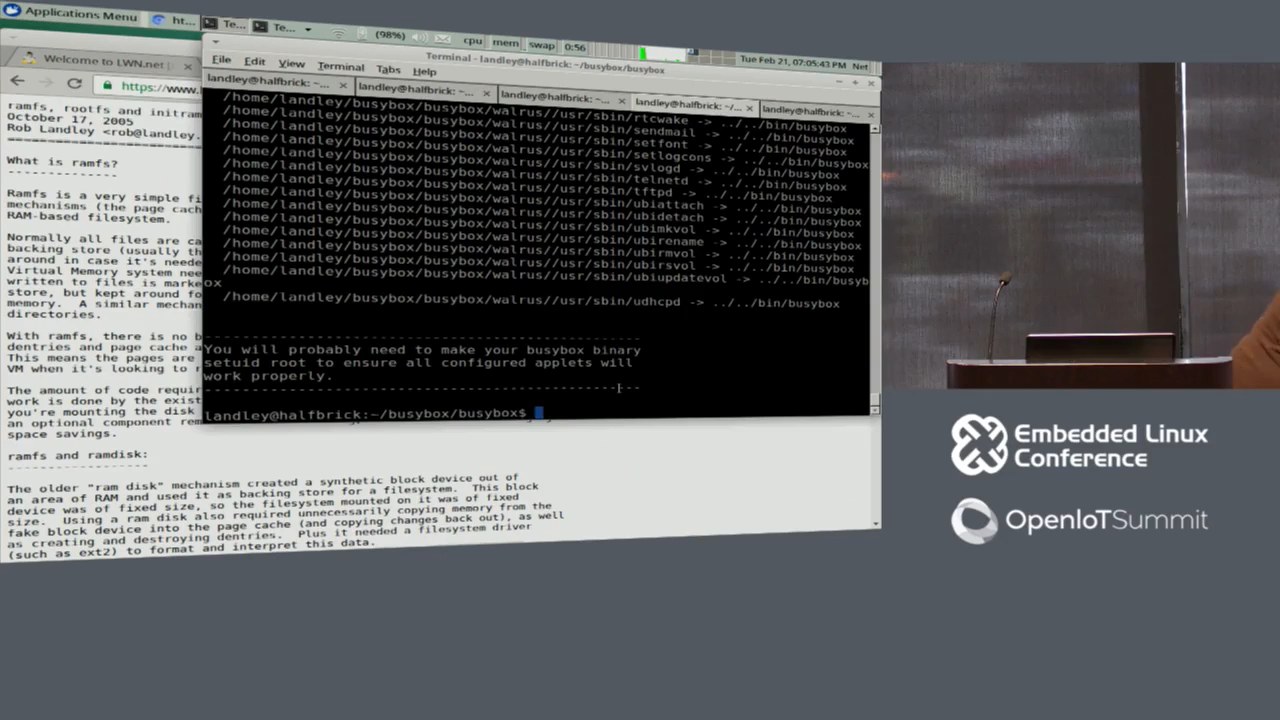 Applications Menu
ht...
Te...
Te...
(98%)
cpu
mem
swap
0:56
Tue Feb 21, 07:05:43 PM
Net
Welcome to LWN.net
https://www.
Terminal - landley@halfbrick: ~/busybox/busybox
File Edit View Terminal Tabs Help
landley@halfbrick: ~...
landley@halfbrick: ~...
landley@halfbrick: ~...
landley@halfbrick: ~/...
landley@halfbrick: ~...
/home/landley/busybox/busybox/walrus//usr/sbin/rtcwake -> ../../bin/busybox
/home/landley/busybox/busybox/walrus//usr/sbin/sendmail -> ../../bin/busybox
/home/landley/busybox/busybox/walrus//usr/sbin/setfont -> ../../bin/busybox
/home/landley/busybox/busybox/walrus//usr/sbin/setlogcons -> ../../bin/busybox
/home/landley/busybox/busybox/walrus//usr/sbin/svlogd -> ../../bin/busybox
/home/landley/busybox/busybox/walrus//usr/sbin/telnetd -> ../../bin/busybox
/home/landley/busybox/busybox/walrus//usr/sbin/tftpd -> ../../bin/busybox
/home/landley/busybox/busybox/walrus//usr/sbin/ubiattach -> ../../bin/busybox
/home/landley/busybox/busybox/walrus//usr/sbin/ubidetach -> ../../bin/busybox
/home/landley/busybox/busybox/walrus//usr/sbin/ubimkvol -> ../../bin/busybox
/home/landley/busybox/busybox/walrus//usr/sbin/ubirename -> ../../bin/busybox
/home/landley/busybox/busybox/walrus//usr/sbin/ubirmvol -> ../../bin/busybox
/home/landley/busybox/busybox/walrus//usr/sbin/ubirsvol -> ../../bin/busybox
/home/landley/busybox/busybox/walrus//usr/sbin/ubiupdatevol -> ../../bin/busyb
ox
/home/landley/busybox/busybox/walrus//usr/sbin/udhcpd -> ../../bin/busybox
--------------------------------------------------
You will probably need to make your busybox binary
setuid root to ensure all configured applets will
work properly.
--------------------------------------------------
landley@halfbrick:~/busybox/busybox$
ramfs, rootfs and initram
October 17, 2005
Rob Landley <rob@landley.
=============================
What is ramfs?
--------------
Ramfs is a very simple fi
mechanisms (the page cach
RAM-based filesystem.
Normally all files are ca
backing store (usually th
around in case it's neede
Virtual Memory system nee
written to files is marke
store, but kept around fo
memory. A similar mechan
directories.
With ramfs, there is no b
dentries and page cache a
This means the pages are
VM when it's looking to r
The amount of code requir
work is done by the exist
you're mounting the disk
an optional component rem
space savings.
ramfs and ramdisk:
------------------
The older "ram disk" mechanism created a synthetic block device out of
an area of RAM and used it as backing store for a filesystem. This block
device was of fixed size, so the filesystem mounted on it was of fixed
size. Using a ram disk also required unnecessarily copying memory from the
fake block device into the page cache (and copying changes back out), as well
as creating and destroying dentries. Plus it needed a filesystem driver
(such as ext2) to format and interpret this data.
Embedded Linux
Conference
OpenIoTSummit